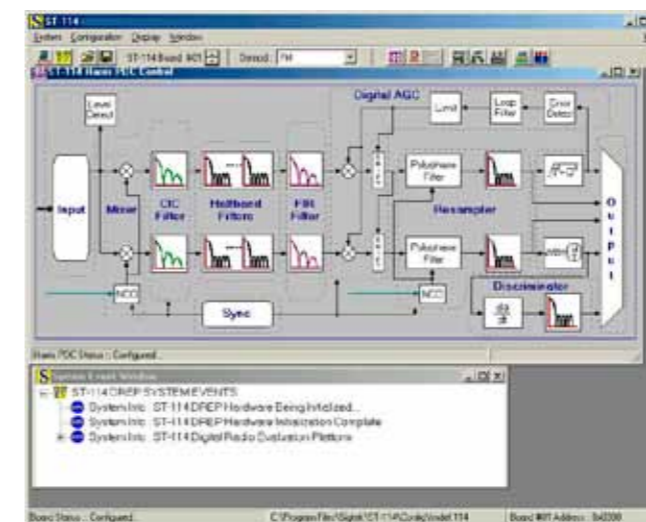 ST-114
System Configuration Display Window
ST-114 Board #01 Demod: FM
ST-114 Harris PDC Control
Level Detect
Digital AGC
Limit
Loop Filter
Error Detect
Input
Mixer
CIC Filter
Halfband Filters
FIR Filter
Polyphase Filter
Resampler
Output
Polyphase Filter
Discriminator
NCO
Sync
NCO
Harris PDC Status : Configured...
System Event Window
ST-114 DREP SYSTEM EVENTS
System Info : ST-114 DREP Hardware Being Initialized...
System Info : ST-114 DREP Hardware Initialization Complete
System Info : ST-114 Digital Radio Evaluation Platform
Board Status : Configured...
Board #01 Address : 0x0300